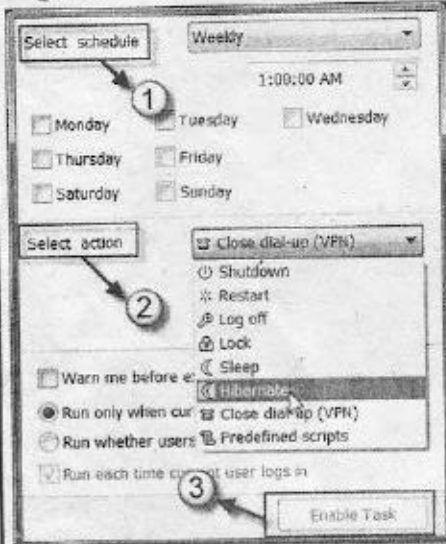 Select schedule Weekly
1:00:00 AM
1
Monday Tuesday Wednesday
Thursday Friday
Saturday Sunday
Select action Close dial-up (VPN)
2
Shutdown
Restart
Log off
Lock
Sleep
Warn me before
Hibernate
Run only when cur Close dial-up (VPN)
Run whether users Predefined scripts
Run each time current user logs in
3
Enable Task